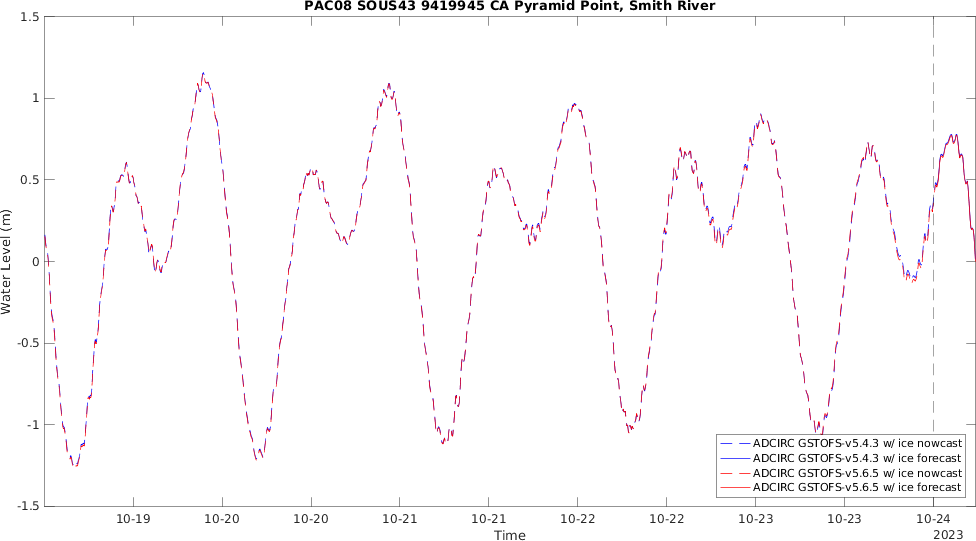 PAC08 SOUS43 9419945 CA Pyramid Point, Smith River
1.5
1
0.5
0
-0.5
-1
-1.5
Water Level (m)
10-19
10-20
10-20
10-21
10-21
10-22
10-22
10-23
10-23
10-24
Time
2023
ADCIRC GSTOFS-v5.4.3 w/ ice nowcast
ADCIRC GSTOFS-v5.4.3 w/ ice forecast
ADCIRC GSTOFS-v5.6.5 w/ ice nowcast
ADCIRC GSTOFS-v5.6.5 w/ ice forecast